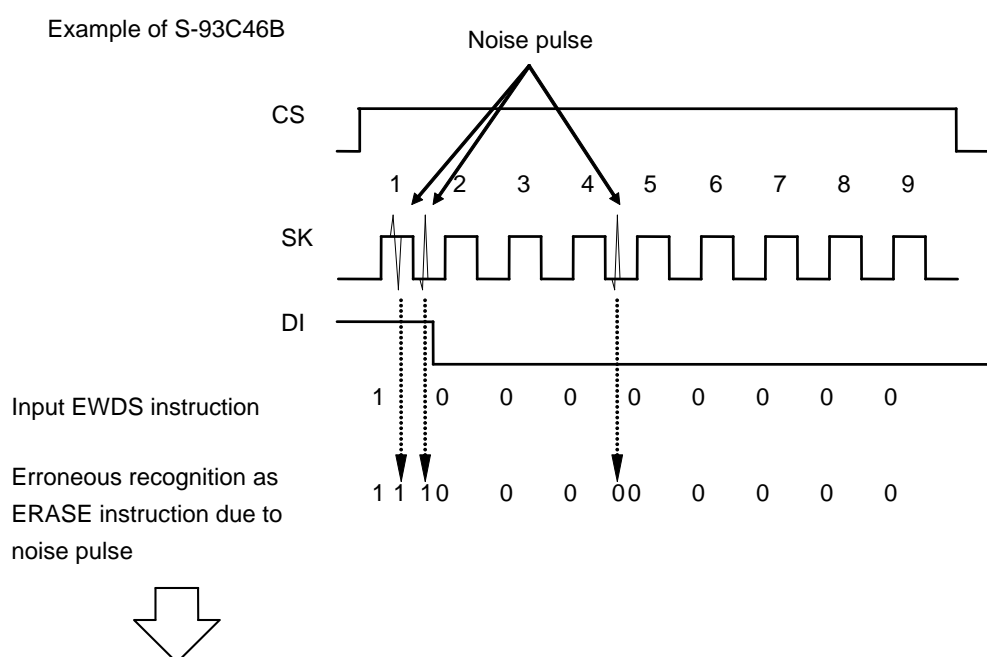 Example of S-93C46B
Noise pulse
CS
1 2 3 4 5 6 7 8 9
SK
DI
Input EWDS instruction
1 0 0 0 0 0 0 0 0
Erroneous recognition as
ERASE instruction due to
noise pulse
1 1 1 0 0 0 0 0 0 0 0 0